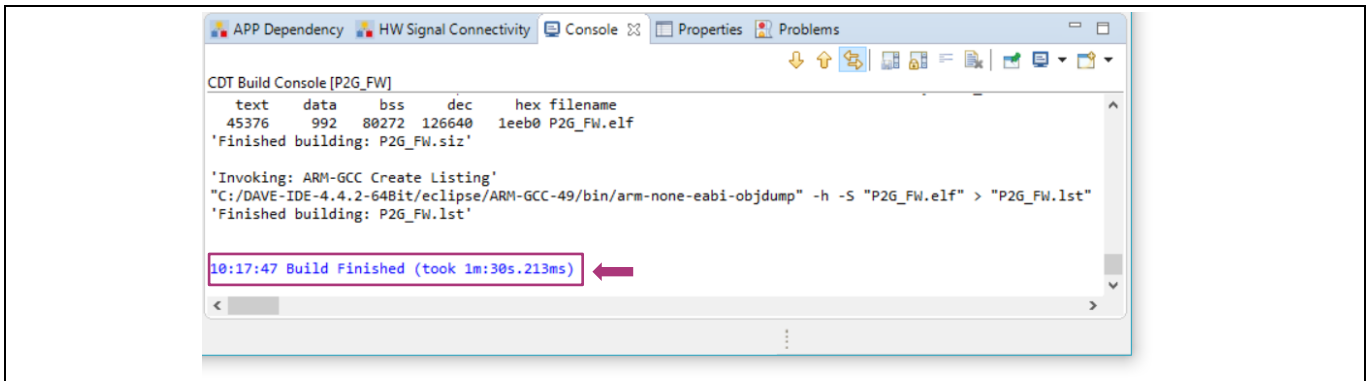 APP Dependency HW Signal Connectivity Console Properties Problems
CDT Build Console [P2G_FW]
text data bss dec hex filename
45376 992 80272 126640 1eeb0 P2G_FW.elf
'Finished building: P2G_FW.siz'
'Invoking: ARM-GCC Create Listing'
"C:/DAVE-IDE-4.4.2-64Bit/eclipse/ARM-GCC-49/bin/arm-none-eabi-objdump" -h -S "P2G_FW.elf" > "P2G_FW.lst"
'Finished building: P2G_FW.lst'
10:17:47 Build Finished (took 1m:30s.213ms)